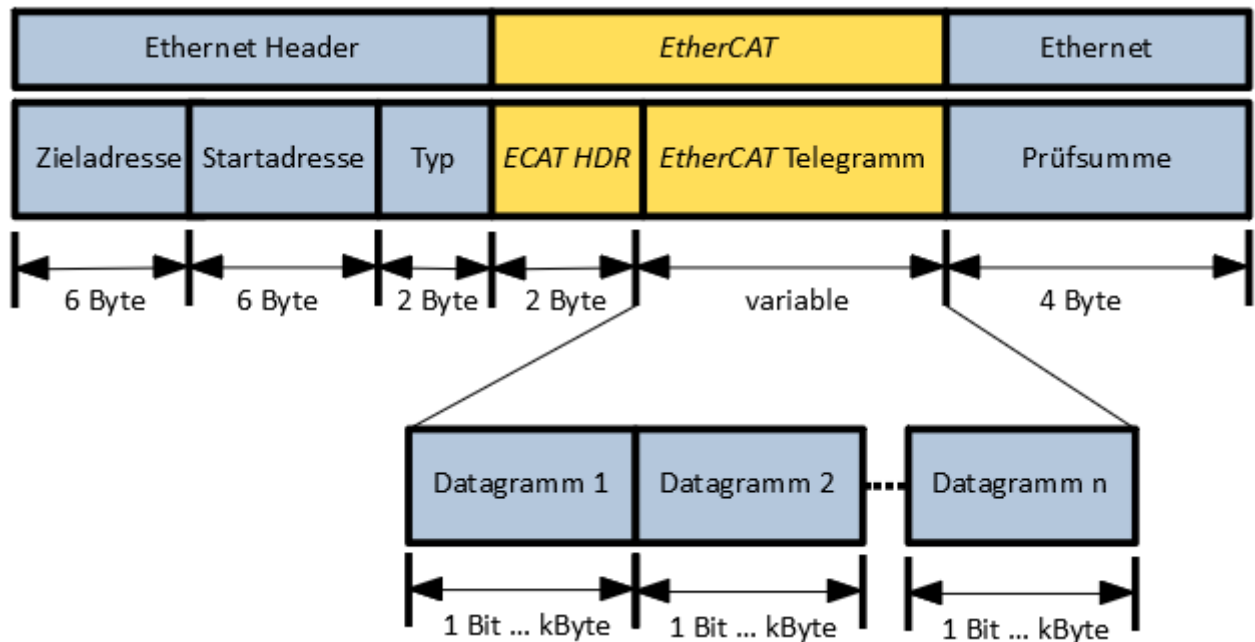 Ethernet Header EtherCAT Ethernet
Zieladresse Startadresse Typ ECAT HDR EtherCAT Telegramm Prüfsumme
6 Byte 6 Byte 2 Byte 2 Byte variable 4 Byte
Datagramm 1 Datagramm 2 Datagramm n
1 Bit ... kByte 1 Bit ... kByte 1 Bit ... kByte